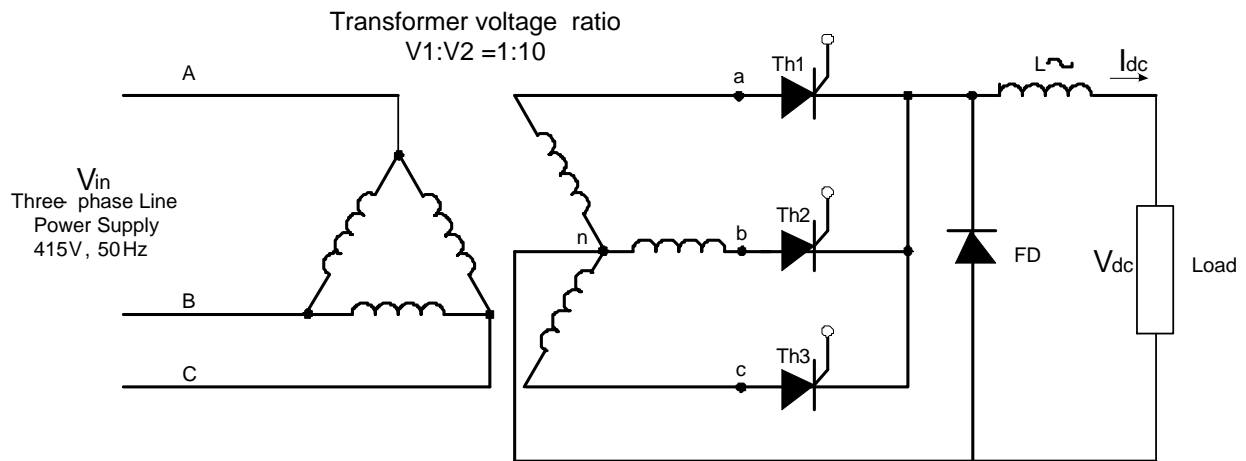 Transformer voltage ratio
V1:V2 =1:10
A
Vin
Three- phase Line
Power Supply
415V, 50Hz
B
C
a
Th1
n
b
Th2
c
Th3
L
Idc
FD
Vdc
Load